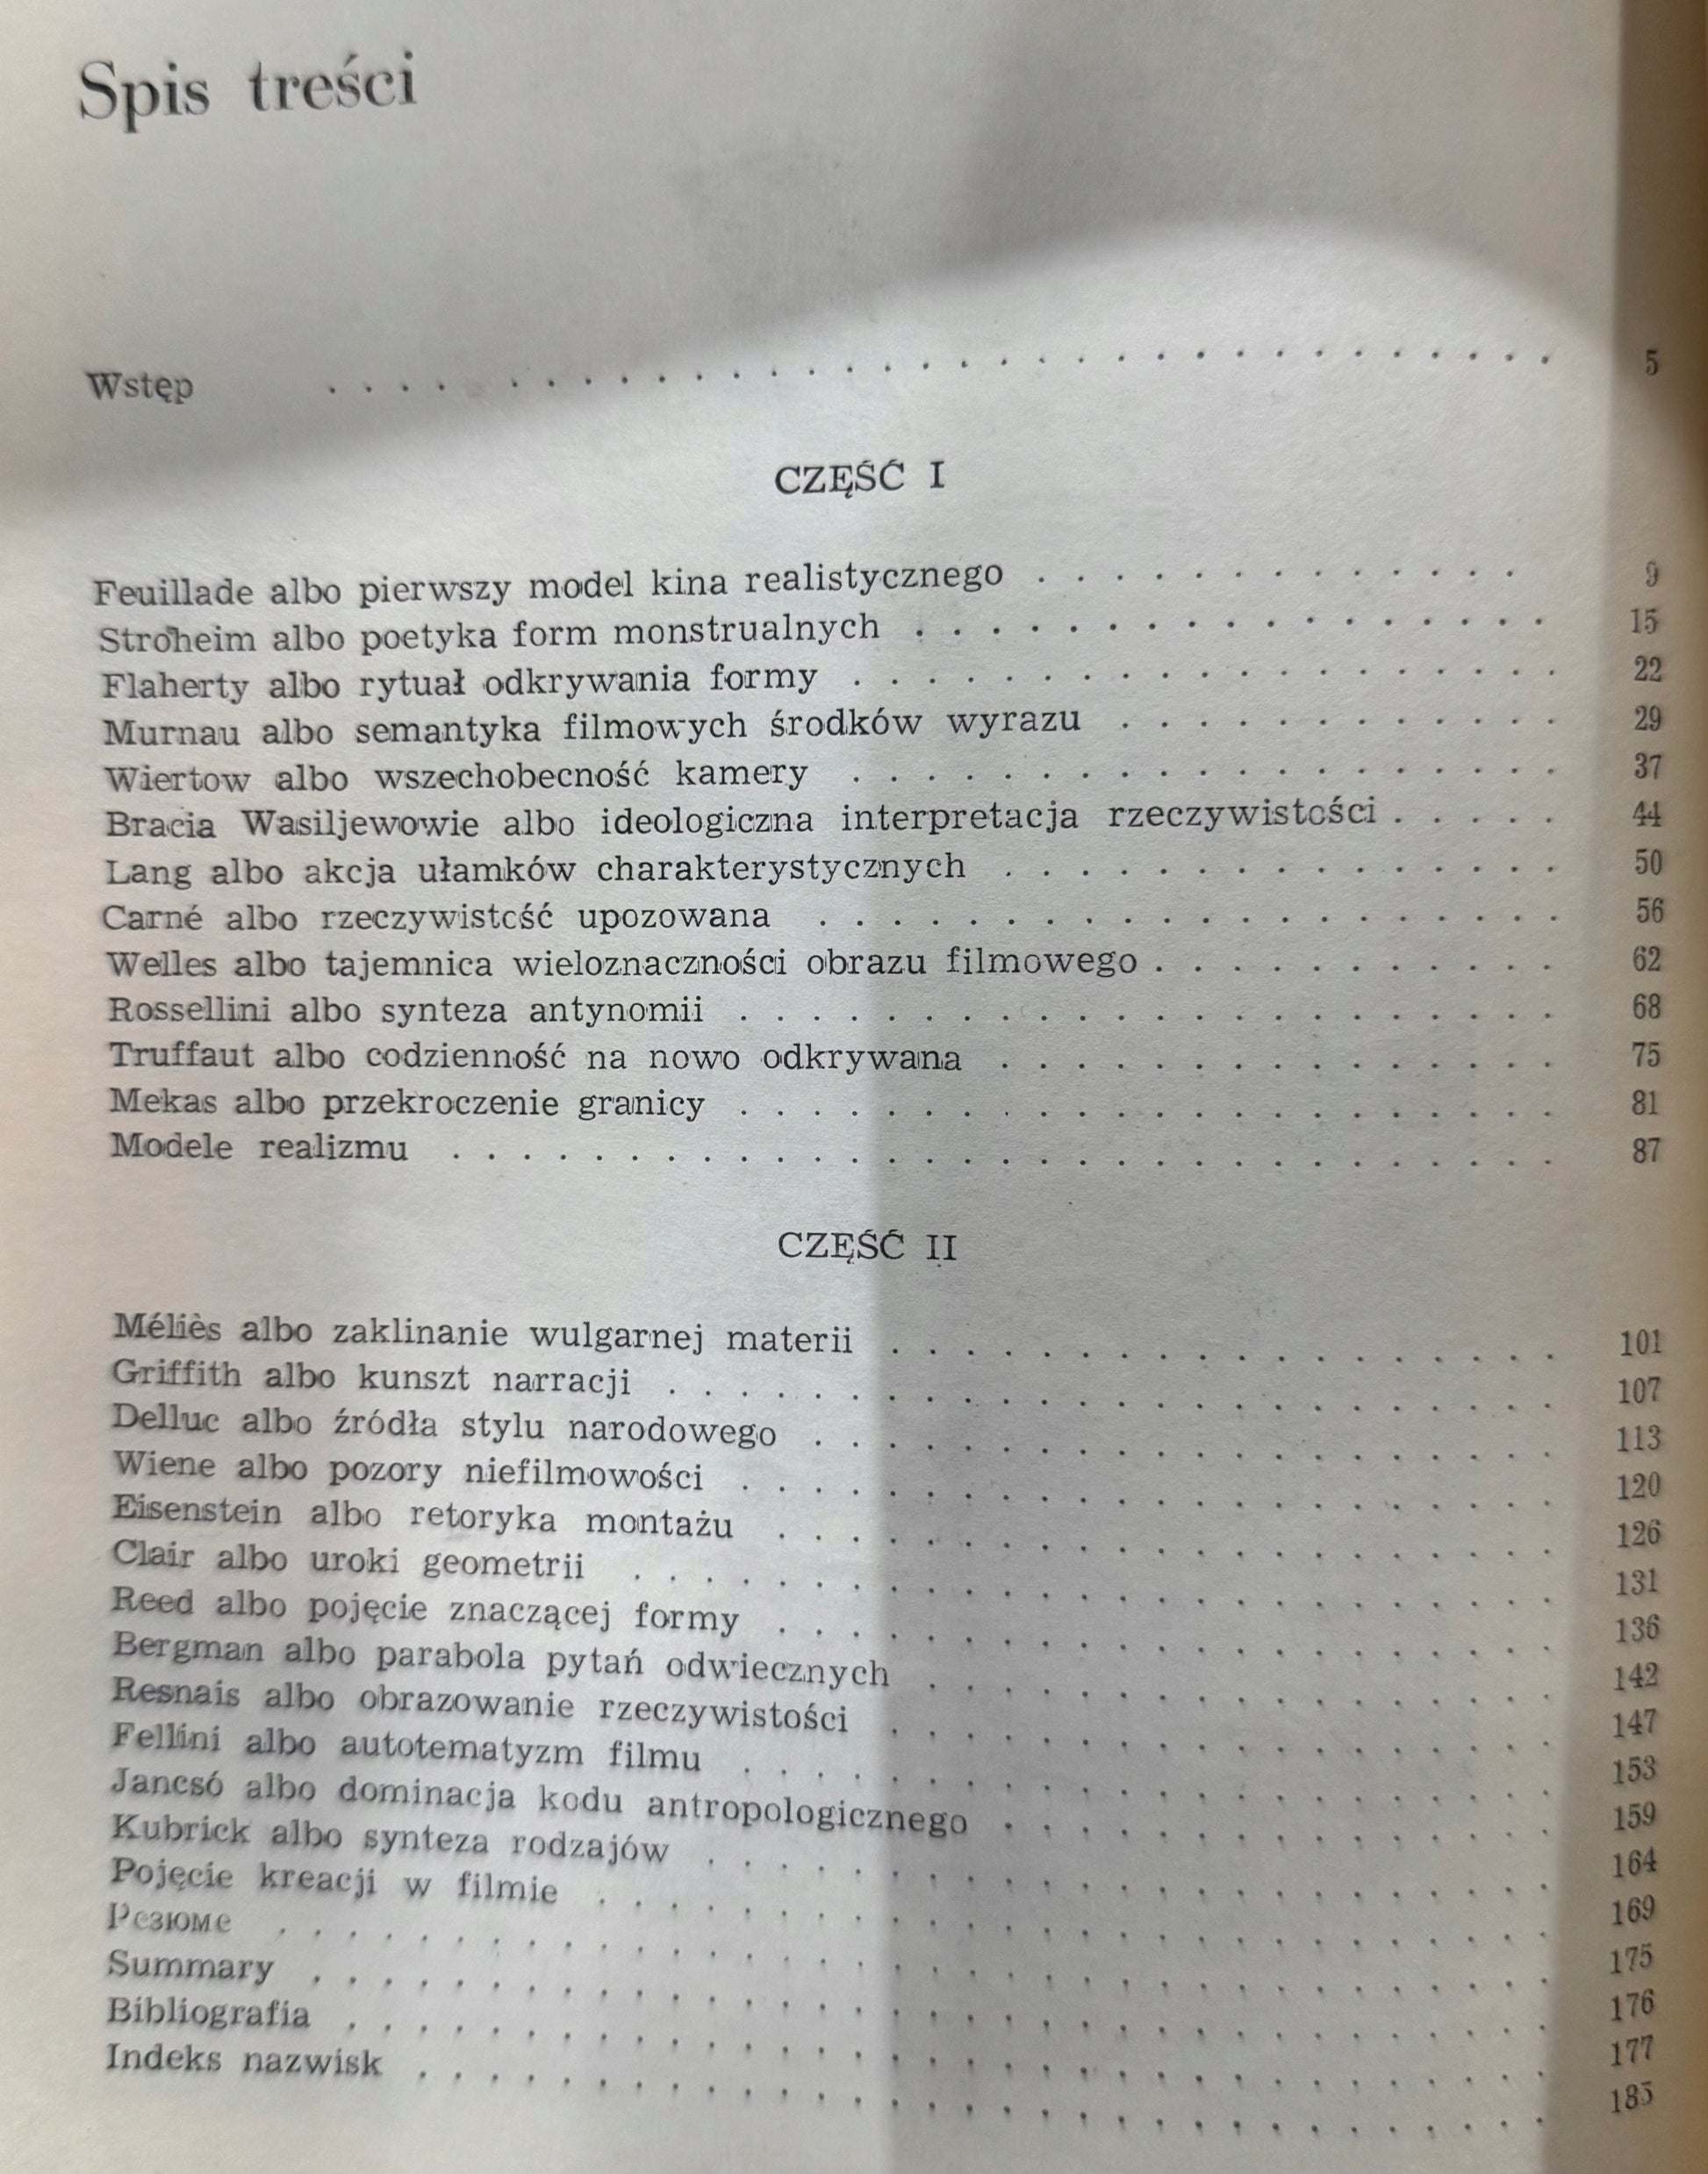 Spis treści
Wstęp . . . . . . . . . . . . . . . . . . . . 5
CZĘŚĆ I
Feuillade albo pierwszy model kina realistycznego . . . . . 9
Stroheim albo poetyka form monstrualnych . . . . . 15
Flaherty albo rytuał odkrywania formy . . . . . 22
Murnau albo semantyka filmowych środków wyrazu . . . . . 29
Wiertow albo wszechobecność kamery . . . . . 37
Bracia Wasiljewowie albo ideologiczna interpretacja rzeczywistości . . . . . 44
Lang albo akcja ułamków charakterystycznych . . . . . 50
Carné albo rzeczywistość upozowana . . . . . 56
Welles albo tajemnica wieloznaczności obrazu filmowego . . . . . 62
Rossellini albo synteza antynomii . . . . . 68
Truffaut albo codzienność na nowo odkrywana . . . . . 75
Mekas albo przekroczenie granicy . . . . . 81
Modele realizmu . . . . . 87
CZĘŚĆ II
Méliès albo zaklinanie wulgarnej materii . . . . . 101
Griffith albo kunszt narracji . . . . . 107
Delluc albo źródła stylu narodowego . . . . . 113
Wiene albo pozory niefilmowości . . . . . 120
Eisenstein albo retoryka montażu . . . . . 126
Clair albo uroki geometrii . . . . . 131
Reed albo pojęcie znaczącej formy . . . . . 136
Bergman albo parabola pytań odwiecznych . . . . . 142
Resnais albo obrazowanie rzeczywistości . . . . . 147
Fellini albo autotematyzm filmu . . . . . 153
Jancsó albo dominacja kodu antropologicznego . . . . . 159
Kubrick albo synteza rodzajów . . . . . 164
Pojęcie kreacji w filmie . . . . . 169
Резюме . . . . . 175
Summary . . . . . 176
Bibliografia . . . . . 177
Indeks nazwisk . . . . . 185